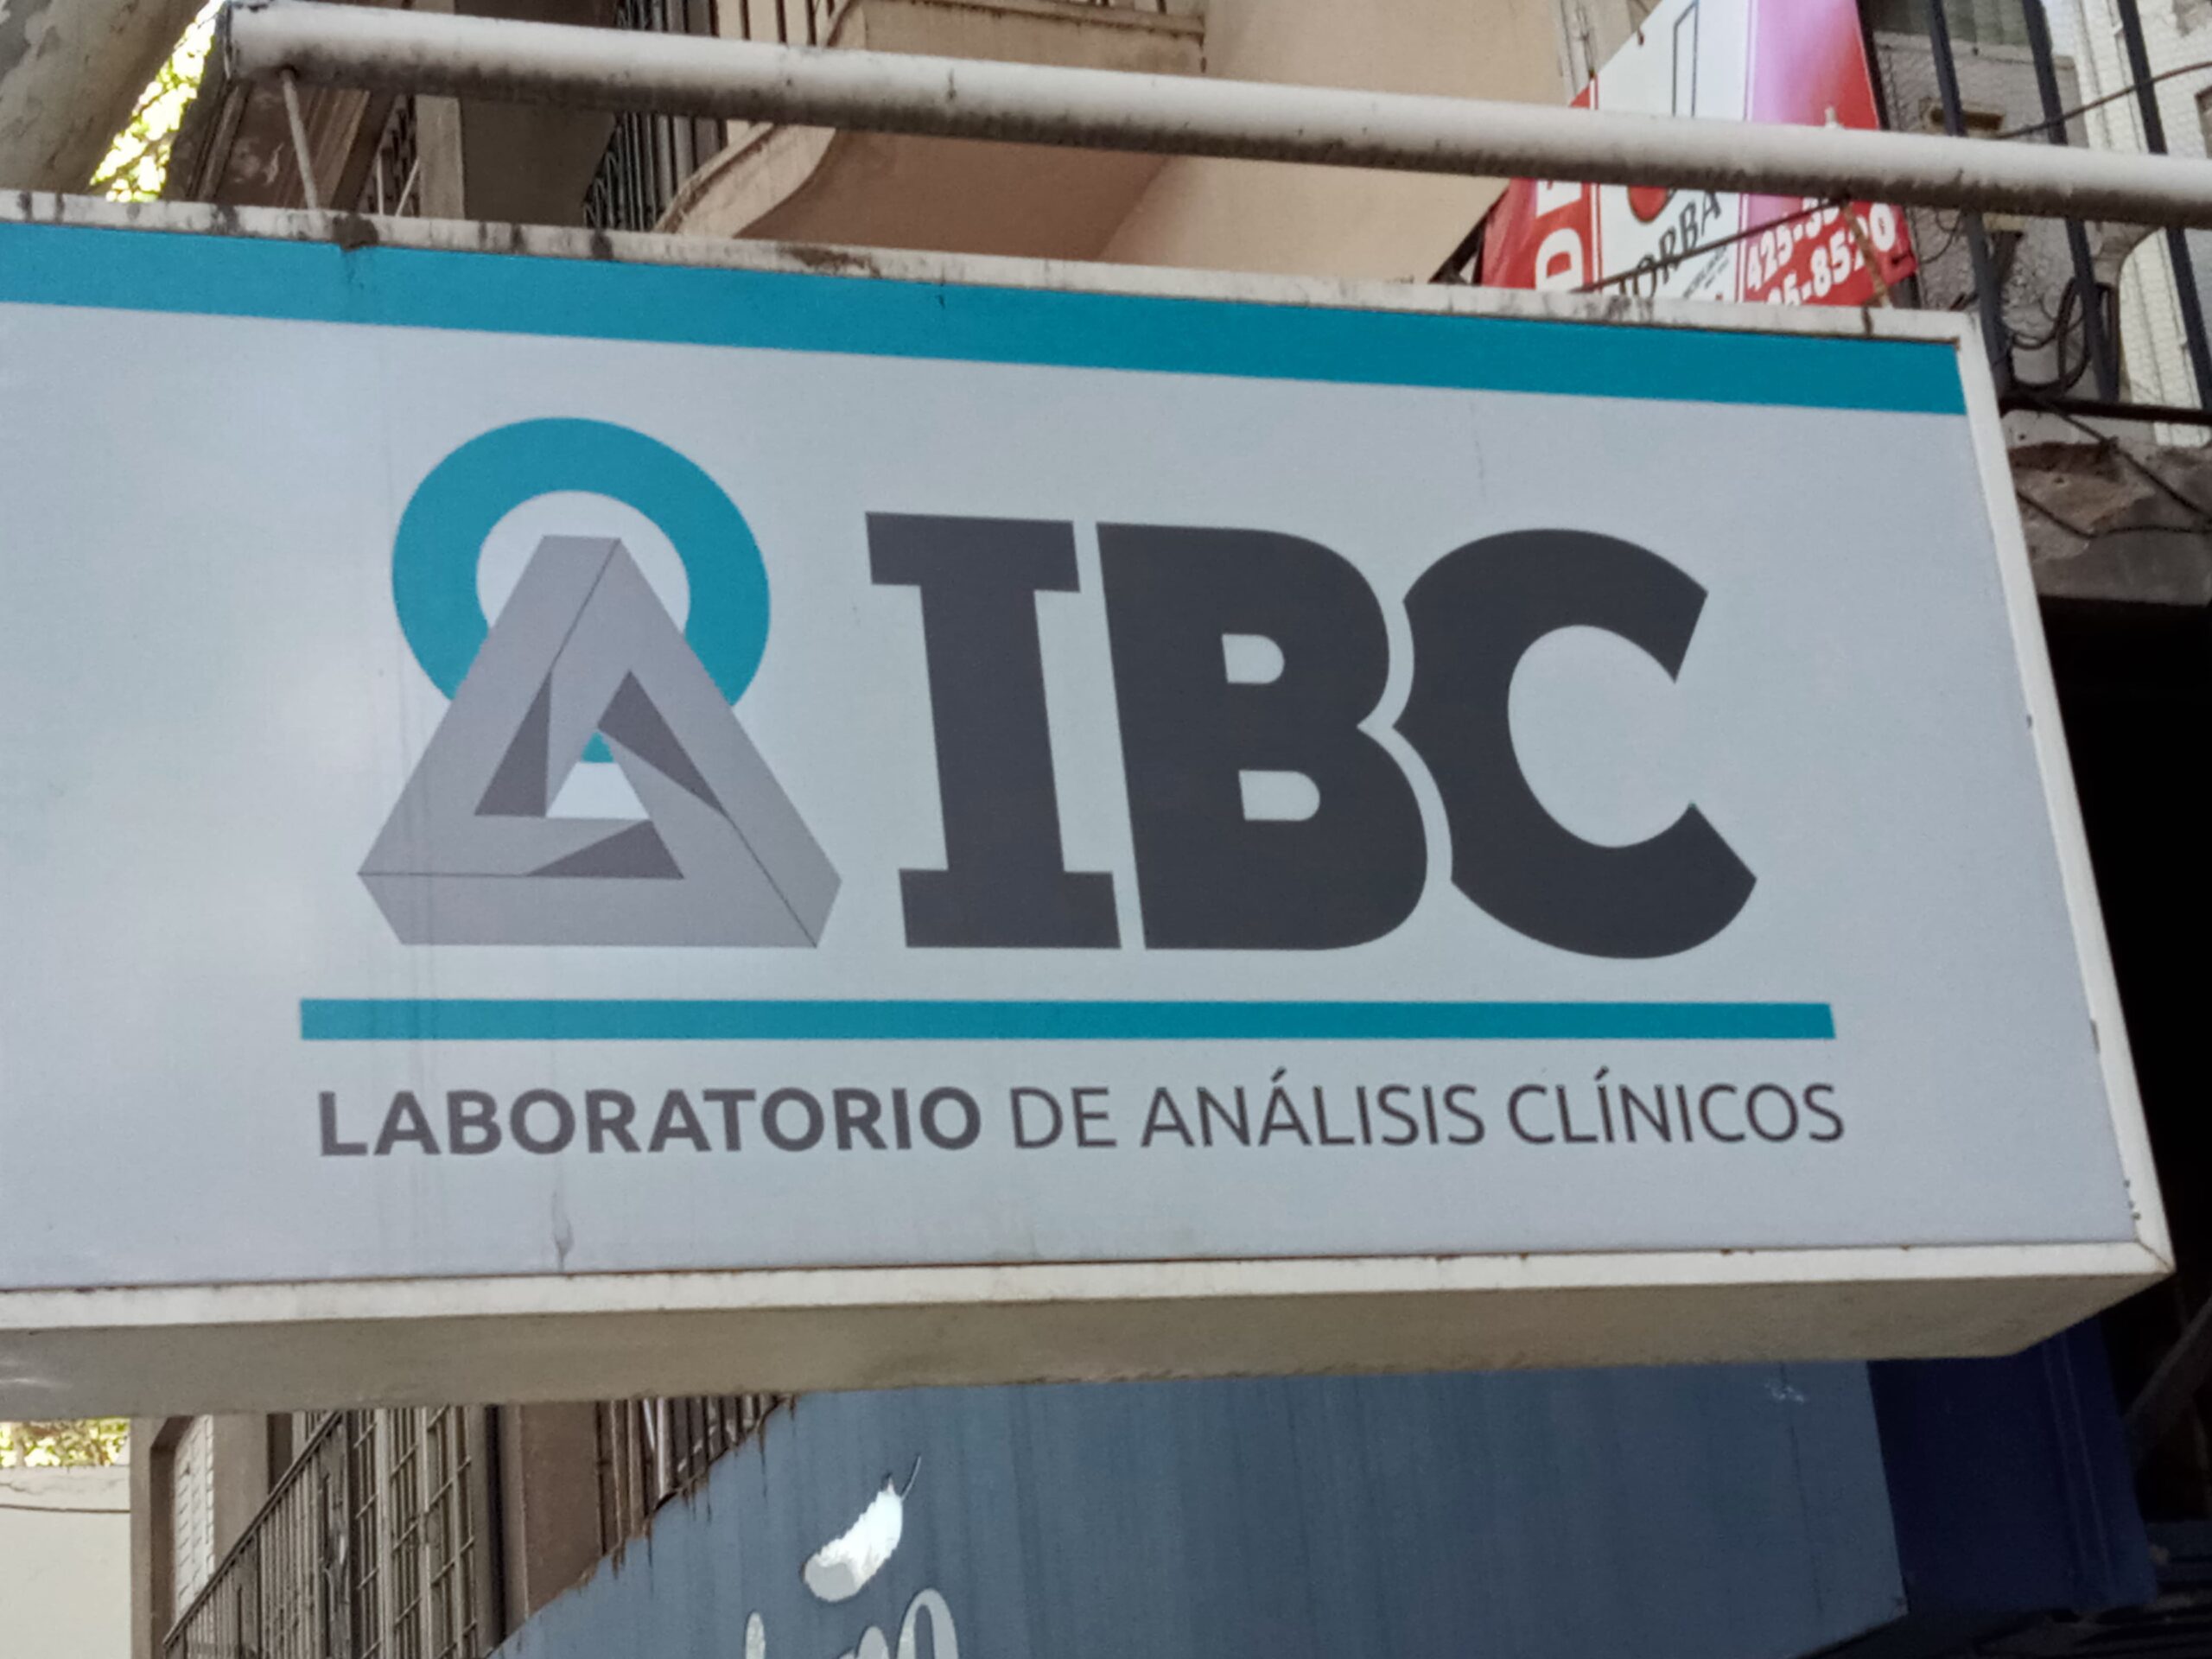 IBC
LABORATORIO DE ANÁLISIS CLÍNICOS